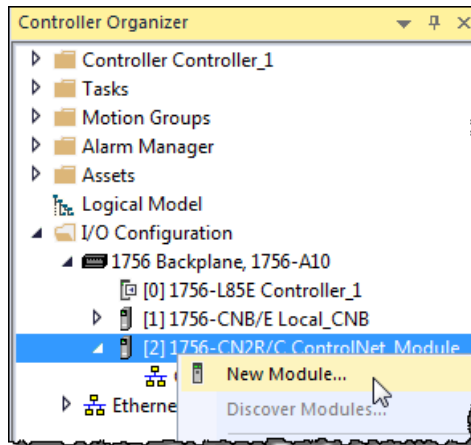 Controller Organizer
Controller Controller_1
Tasks
Motion Groups
Alarm Manager
Assets
Logical Model
I/O Configuration
1756 Backplane, 1756-A10
[0] 1756-L85E Controller_1
[1] 1756-CNB/E Local_CNB
[2] 1756-CN2R/C ControlNet_Module
New Module...
Discover Modules...